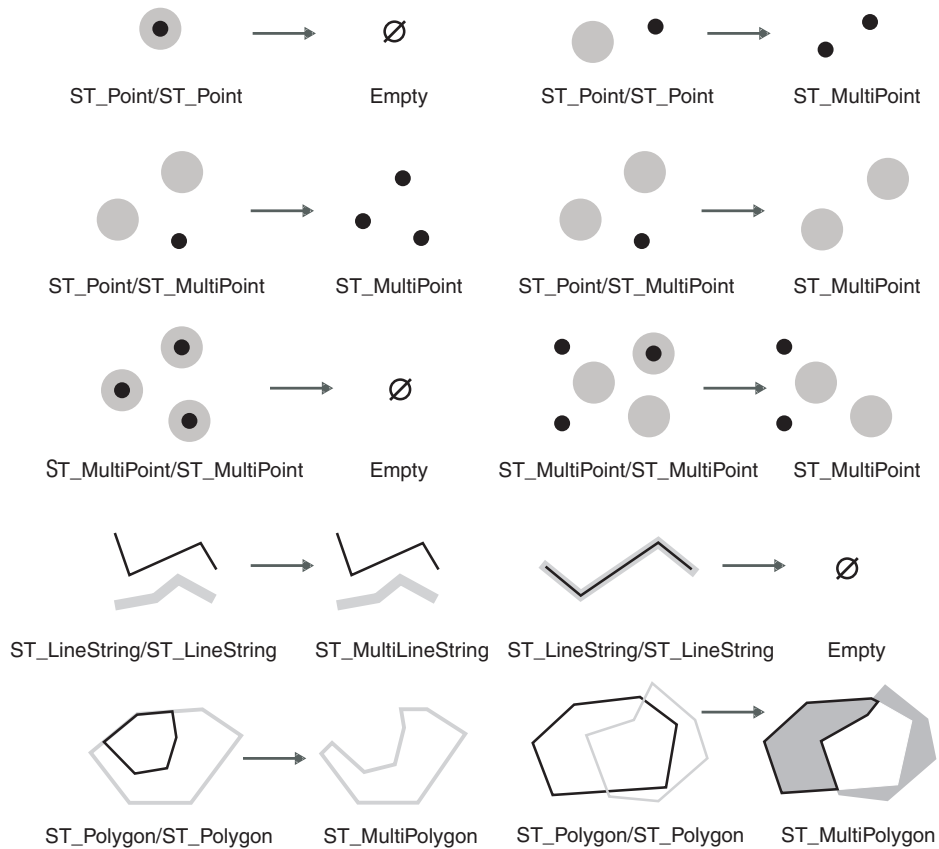 ST_Point/ST_Point Empty ST_Point/ST_Point ST_MultiPoint
ST_Point/ST_MultiPoint ST_MultiPoint ST_Point/ST_MultiPoint ST_MultiPoint
ST_MultiPoint/ST_MultiPoint Empty ST_MultiPoint/ST_MultiPoint ST_MultiPoint
ST_LineString/ST_LineString ST_MultiLineString ST_LineString/ST_LineString Empty
ST_Polygon/ST_Polygon ST_MultiPolygon ST_Polygon/ST_Polygon ST_MultiPolygon